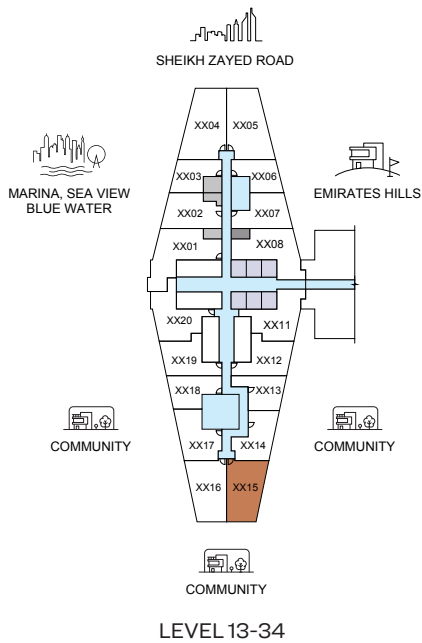 SHEIKH ZAYED ROAD
XX04 XX05
MARINA, SEA VIEW
BLUE WATER
XX03 XX06
EMIRATES HILLS
XX02 XX07
XX01 XX08
XX20 XX11
XX19 XX12
XX18 XX13
COMMUNITY
XX17 XX14
COMMUNITY
XX16 XX15
COMMUNITY
LEVEL 13-34